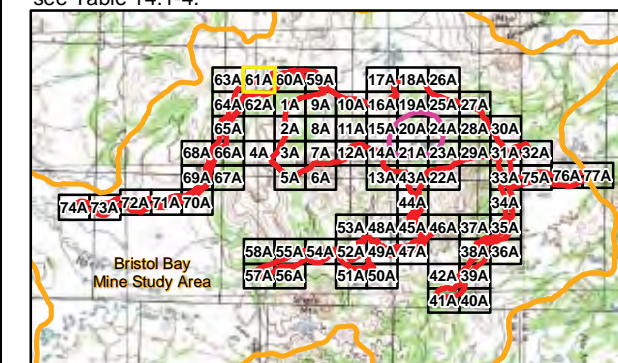 see Table 14.1-4.
63A 61A 60A 59A 17A 18A 26A
64A 62A 1A 9A 10A 16A 19A 25A 27A
65A 2A 8A 11A 15A 20A 24A 28A 30A
68A 66A 4A 3A 7A 12A 14A 21A 23A 29A 31A 32A
69A 67A 5A 6A 13A 43A 22A 33A 75A 76A 77A
74A 73A 72A 71A 70A 44A 34A
53A 48A 45A 46A 37A 35A
58A 55A 54A 52A 49A 47A 38A 36A
Bristol Bay
57A 56A 51A 50A 42A 39A
Mine Study Area
41A 40A